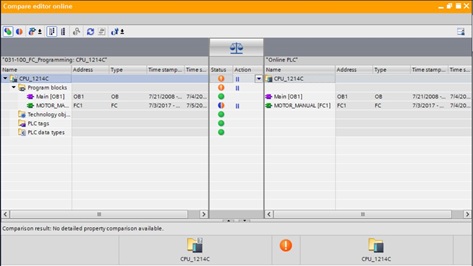 Compare editor online
"031-100_FC_Programming: CPU_1214C"
"Online PLC"
Name Address Type Time stamp... Time s... Status Action Name Address Type Time stamp... Time s...
CPU_1214C CPU_1214C
Program blocks
Main [OB1] OB1 OB 7/21/2008 -... 7/4/20... Main [OB1] OB1 OB 7/21/2008 -... 7/4/20...
MOTOR_MA... FC1 FC 7/3/2017 - ... 7/5/20... MOTOR_MANUAL [FC1] FC1 FC 7/3/2017 - ... 7/4/20...
Technology obj...
PLC tags
PLC data types
Comparison result: No detailed property comparison available.
CPU_1214C CPU_1214C